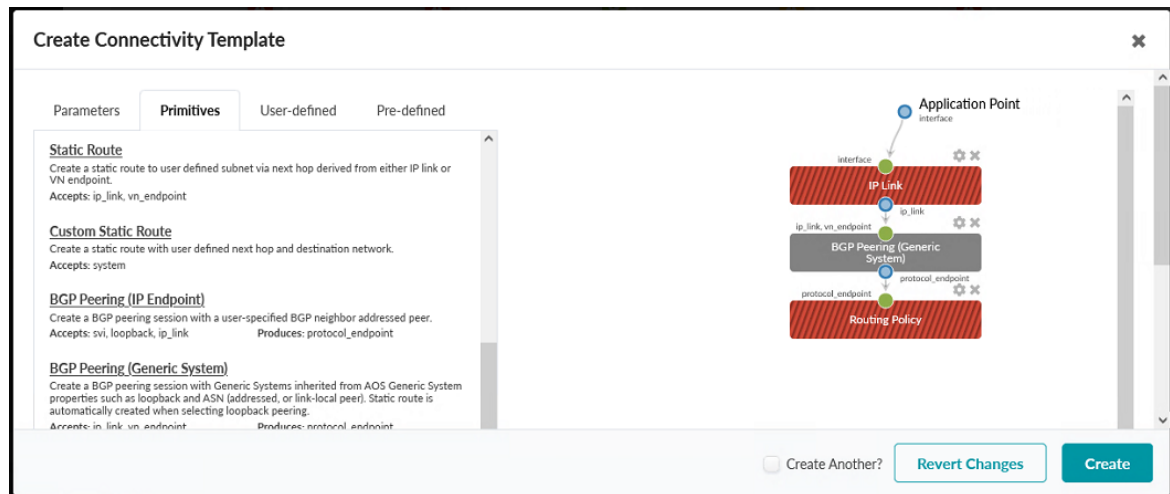 Create Connectivity Template
Parameters
Primitives
User-defined
Pre-defined
Static Route
Create a static route to user defined subnet via next hop derived from either IP link or
VN endpoint.
Accepts: ip_link, vn_endpoint
Custom Static Route
Create a static route with user defined next hop and destination network.
Accepts: system
BGP Peering (IP Endpoint)
Create a BGP peering session with a user-specified BGP neighbor addressed peer.
Accepts: svi, loopback, ip_link Produces: protocol_endpoint
BGP Peering (Generic System)
Create a BGP peering session with Generic Systems inherited from AOS Generic System
properties such as loopback and ASN (addressed, or link-local peer). Static route is
automatically created when selecting loopback peering.
Accepts: ip_link, vn_endpoint Produces: protocol_endpoint
Application Point
interface
interface
IP Link
ip_link
ip_link, vn_endpoint
BGP Peering (Generic
System)
protocol_endpoint
protocol_endpoint
Routing Policy
Create Another?
Revert Changes
Create